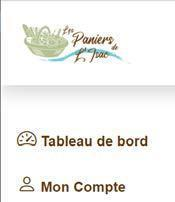 Les
Paniers
de
L'Isac
Tableau de bord
Mon Compte